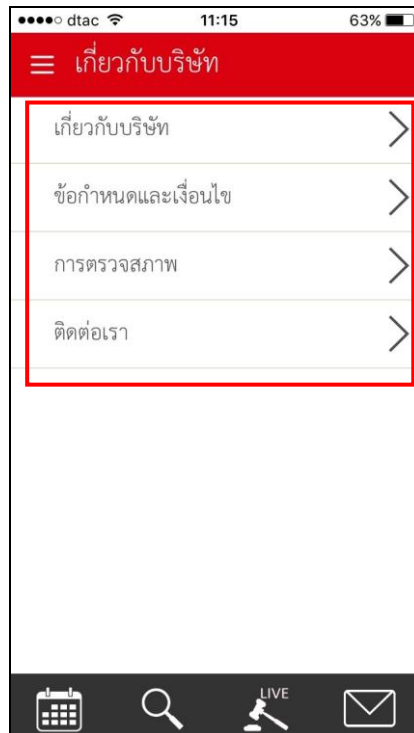 dtac 11:15 63%
เกี่ยวกับบริษัท
เกี่ยวกับบริษัท
ข้อกำหนดและเงื่อนไข
การตรวจสภาพ
ติดต่อเรา
LIVE